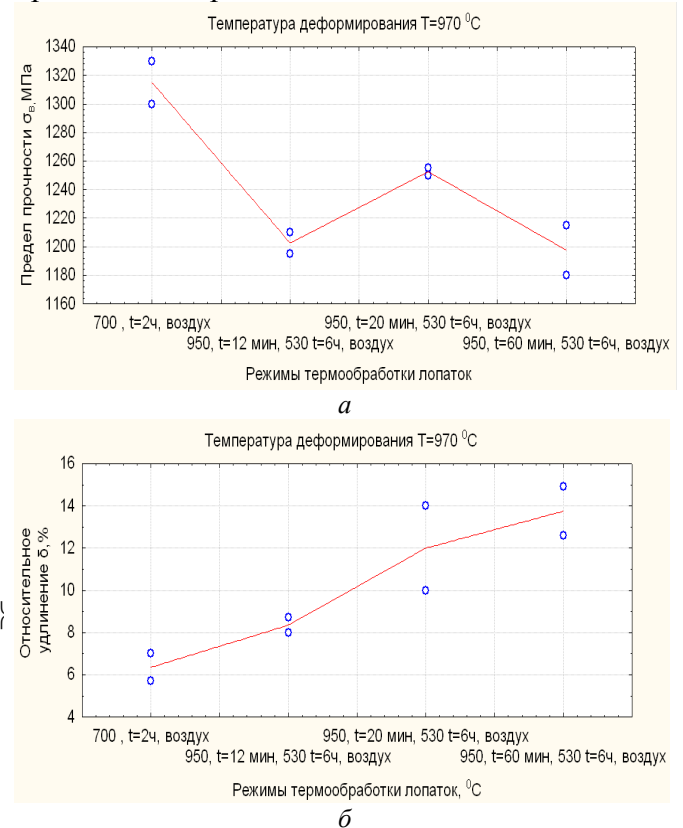 Температура деформирования T=970 ⁰C
Предел прочности σв,МПа
1340
1320
1300
1280
1260
1240
1220
1200
1180
1160
700 , t=2ч, воздух
950, t=20 мин, 530 t=6ч, воздух
950, t=12 мин, 530 t=6ч, воздух
950, t=60 мин, 530 t=6ч, воздух
Режимы термообработки лопаток
а
Температура деформирования T=970 ⁰C
Относительное
удлинение δ,%
16
14
12
10
8
6
4
700 , t=2ч, воздух
950, t=20 мин, 530 t=6ч, воздух
950, t=12 мин, 530 t=6ч, воздух
950, t=60 мин, 530 t=6ч, воздух
Режимы термообработки лопаток, ⁰C
б